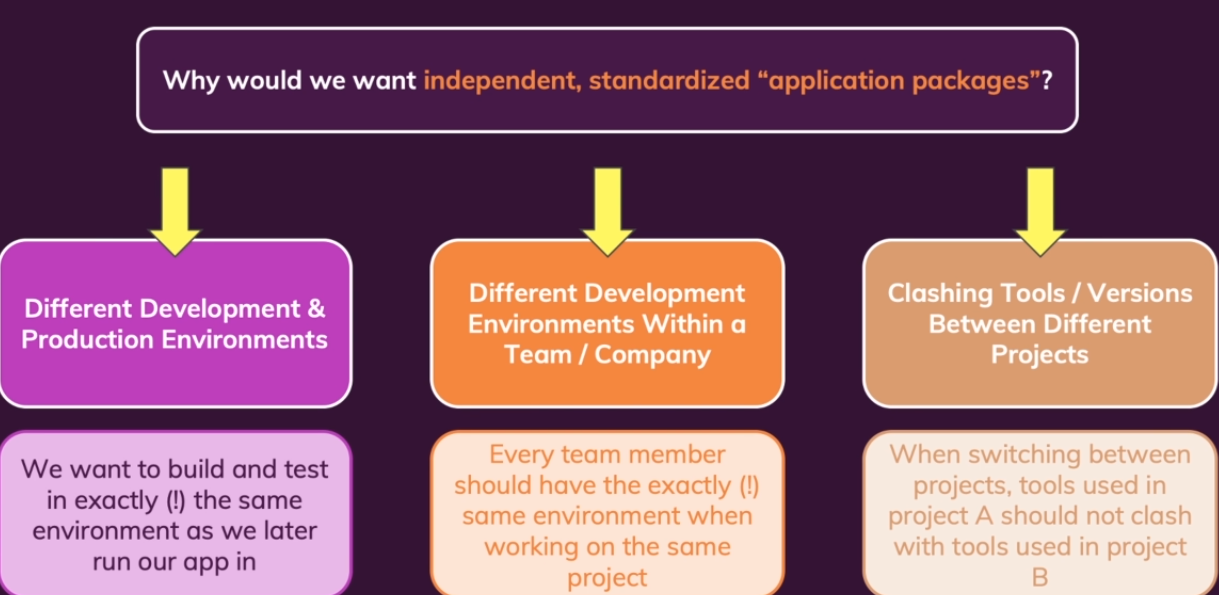 Why would we want independent, standardized “application packages”?
Different Development &
Production Environments
We want to build and test
in exactly (!) the same
environment as we later
run our app in
Different Development
Environments Within a
Team / Company
Every team member
should have the exactly (!)
same environment when
working on the same
project
Clashing Tools / Versions
Between Different
Projects
When switching between
projects, tools used in
project A should not clash
with tools used in project
B